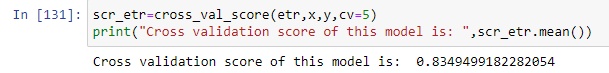 In [131]: scr_etr=cross_val_score(etr,x,y,cv=5)
print("Cross validation score of this model is: ",scr_etr.mean())
Cross validation score of this model is:  0.8349499182282054